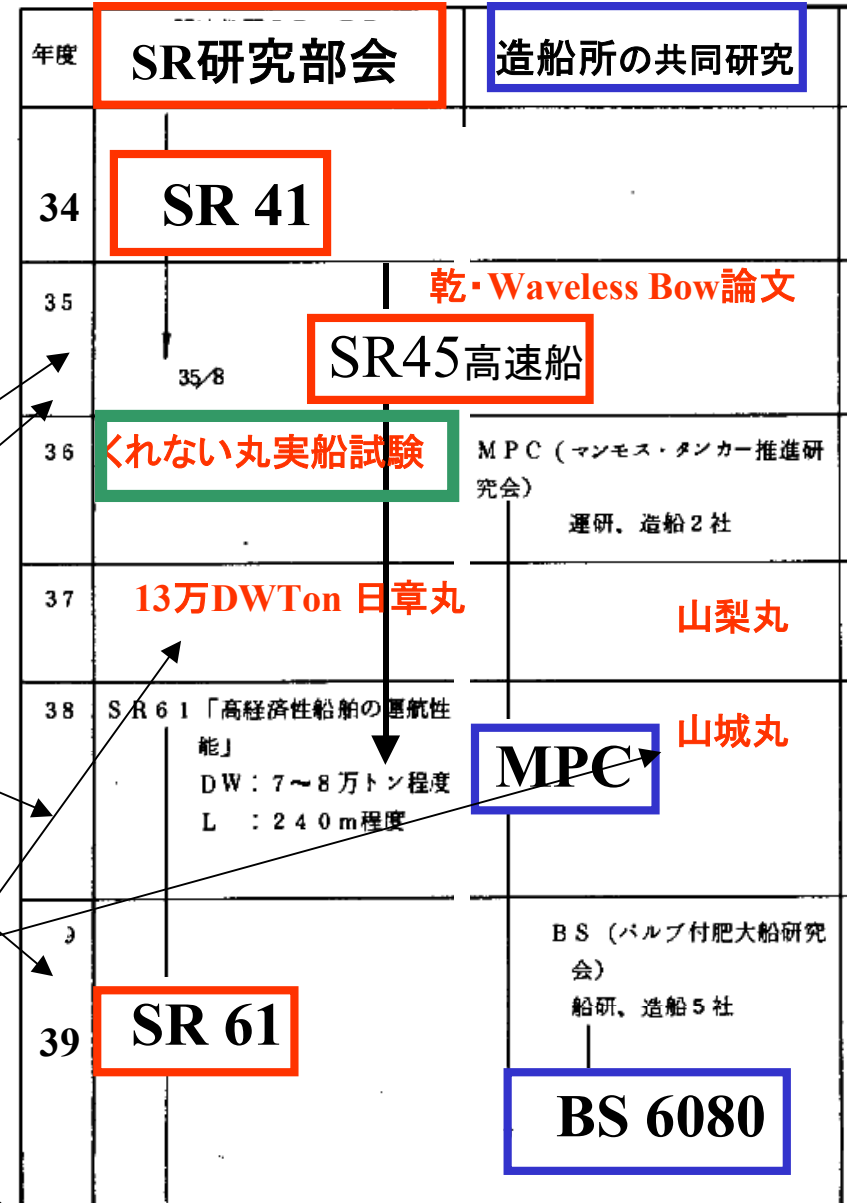 年度
SR研究部会
造船所の共同研究
34
SR 41
35
乾・Waveless Bow論文
SR45高速船
35/8
36
くれない丸実船試験
MPC (マンモス・タンカー推進研
究会)
運研、造船2社
37
13万DWTon 日章丸
山梨丸
38
SR61「高経済性船舶の運航性
能」
DW:7~8万トン程度
L :240m程度
山城丸
MPC
9
39
SR 61
BS (バルブ付肥大船研究
会)
船研、造船5社
BS 6080